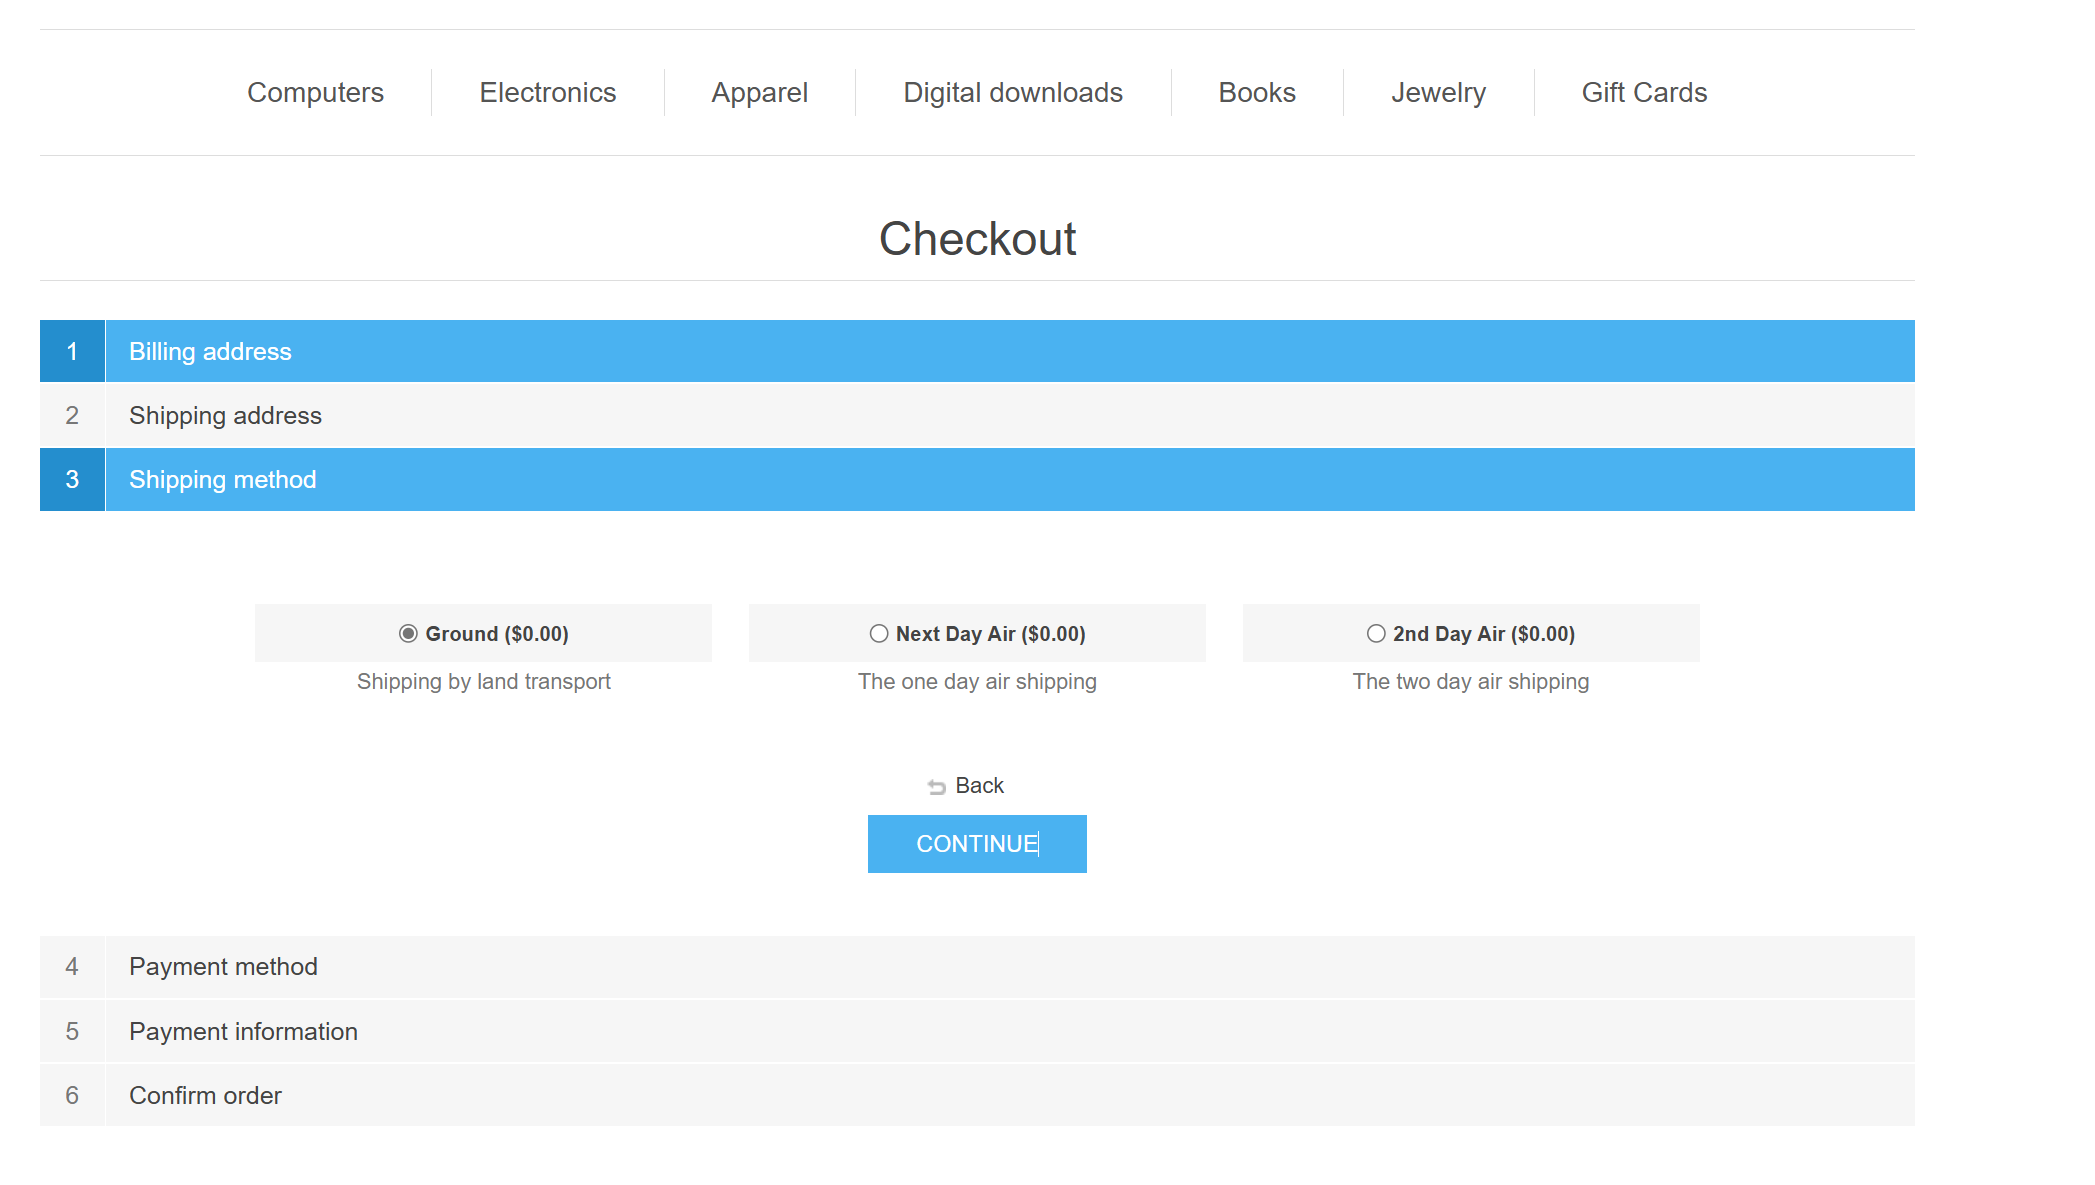 Computers Electronics Apparel Digital downloads Books Jewelry Gift Cards
Checkout
1 Billing address
2 Shipping address
3 Shipping method
Ground ($0.00) Next Day Air ($0.00) 2nd Day Air ($0.00)
Shipping by land transport The one day air shipping The two day air shipping
Back
CONTINUE
4 Payment method
5 Payment information
6 Confirm order